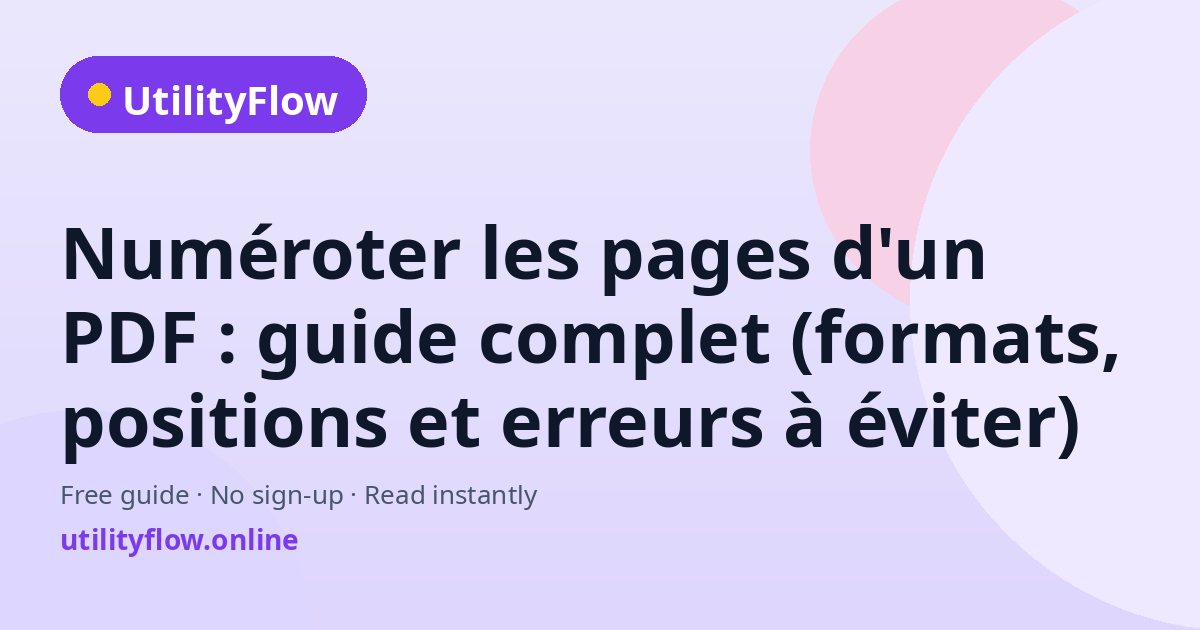 UtilityFlow
Numéroter les pages d'un
PDF : guide complet (formats,
positions et erreurs à éviter)
Free guide · No sign-up · Read instantly
utilityflow.online